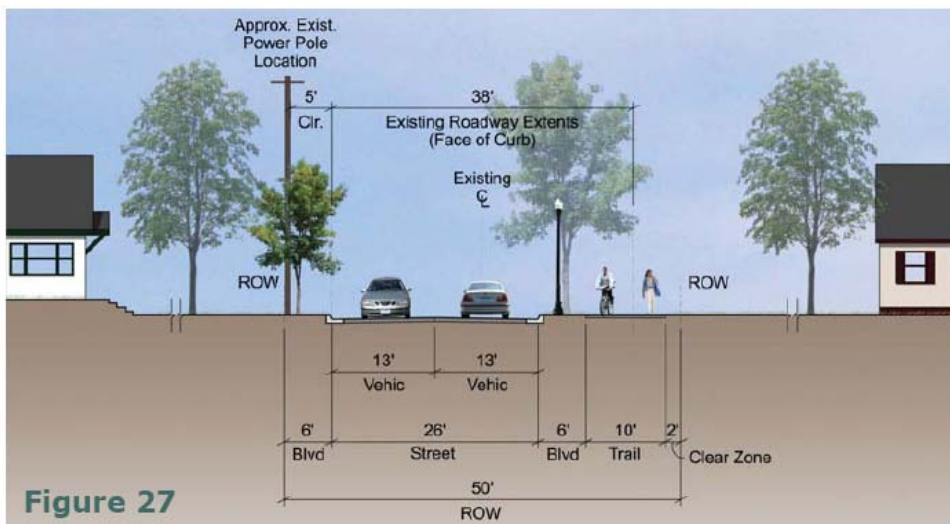 Approx. Exist.
Power Pole
Location
5'
38'
Clr.
Existing Roadway Extents
(Face of Curb)
Existing
℄
ROW
ROW
13'
13'
Vehic
Vehic
6'
26'
6'
10'
2'
Blvd
Street
Blvd
Trail
Clear Zone
50'
ROW
Figure 27